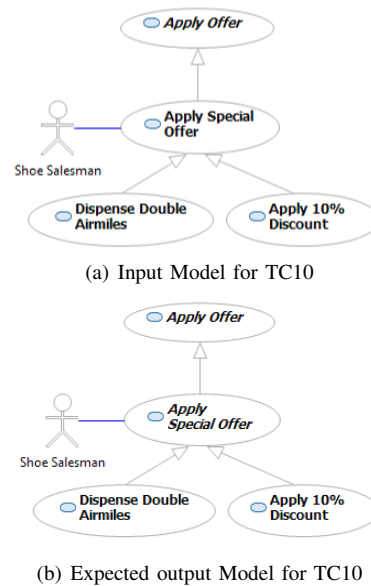 Apply Offer
Apply Special
Offer
Shoe Salesman
Dispense Double
Airmiles
Apply 10%
Discount
(a) Input Model for TC10
Apply Offer
Apply
Special Offer
Shoe Salesman
Dispense Double
Airmiles
Apply 10%
Discount
(b) Expected output Model for TC10